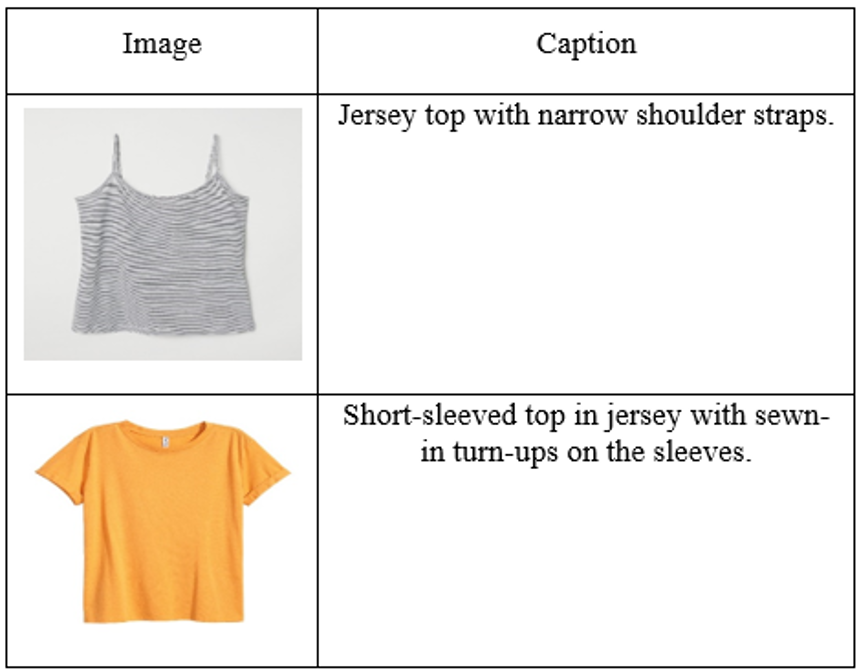 Image
Caption
Jersey top with narrow shoulder straps.
Short-sleeved top in jersey with sewn-
in turn-ups on the sleeves.